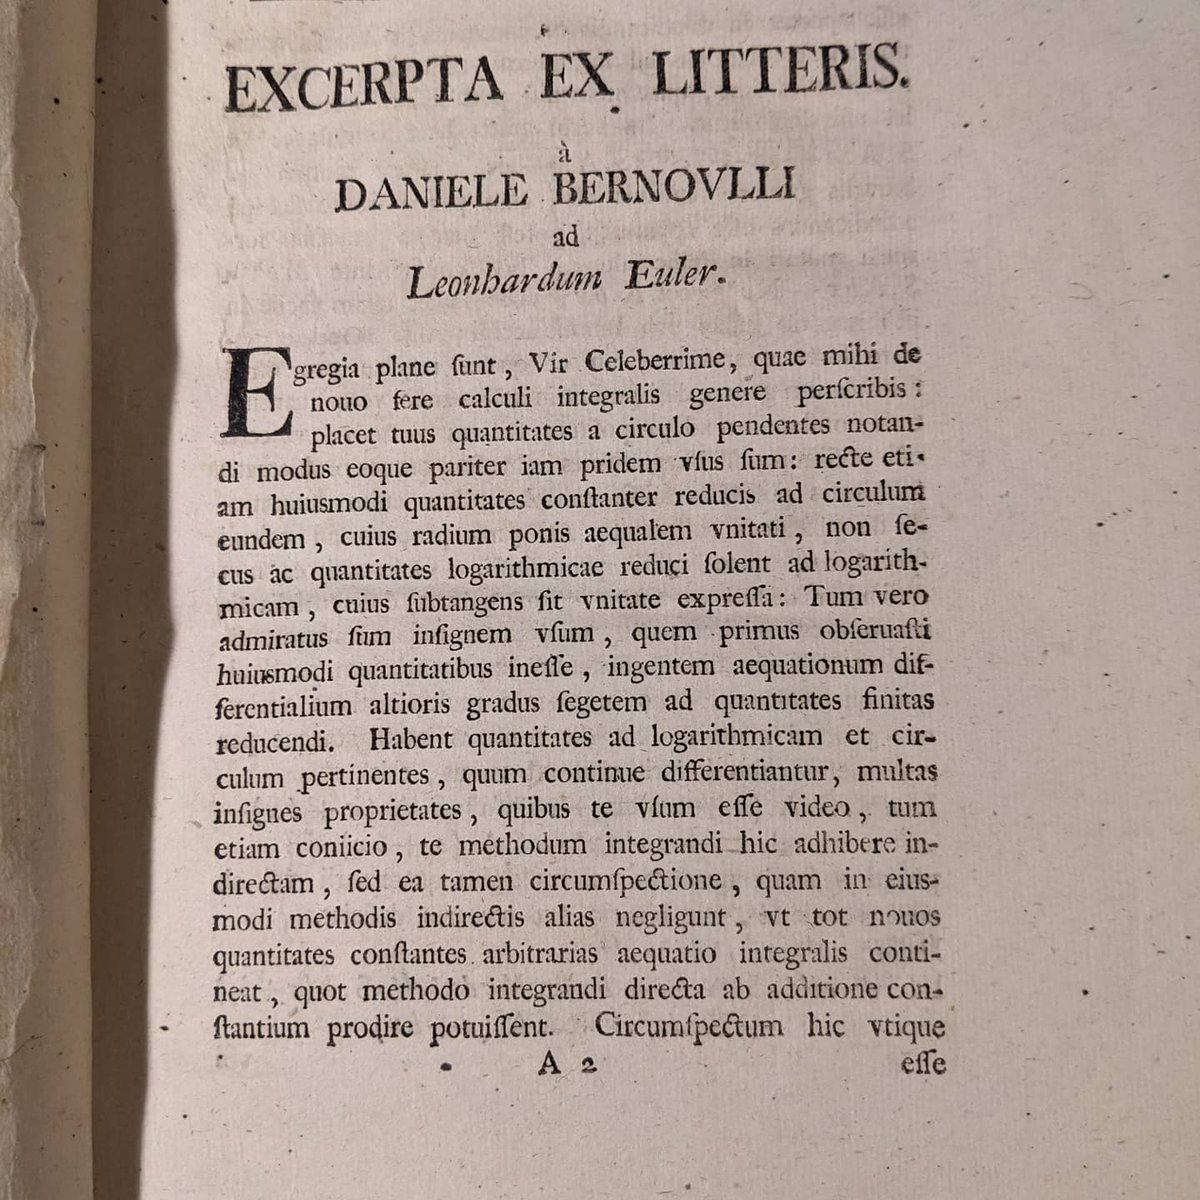 EXCERPTA EX LITTERIS.
à
DANIELE BERNOVLLI
ad
Leonhardum Euler.
Egregia plane ſunt, Vir Celeberrime, quae mihi de
nouo fere calculi integralis genere perſcribis:
placet tuus quantitates a circulo pendentes notan-
di modus eoque pariter iam pridem vſus ſum: recte eti-
am huiusmodi quantitates conſtanter reducis ad circulum
eundem, cuius radium ponis aequalem vnitati, non ſe-
cus ac quantitates logarithmicae reduci ſolent ad logarith-
micam, cuius ſubtangens ſit vnitate expreſſa: Tum vero
admiratus ſum inſignem vſum, quem primus obſeruaſti
huiusmodi quantitatibus ineſſe, ingentem aequationum dif-
ferentialium altioris gradus ſegetem ad quantitates finitas
reducendi. Habent quantitates ad logarithmicam et cir-
culum pertinentes, quum continue differentiantur, multas
inſignes proprietates, quibus te vſum eſſe video, tum
etiam coniicio, te methodum integrandi hic adhibere in-
directam, ſed ea tamen circumſpectione, quam in eius-
modi methodis indirectis alias negligunt, vt tot nouos
quantitates conſtantes arbitrarias aequatio integralis conti-
neat, quot methodo integrandi directa ab additione con-
ſtantium prodire potuiſſent. Circumſpectum hic vtique
A 2 eſſe